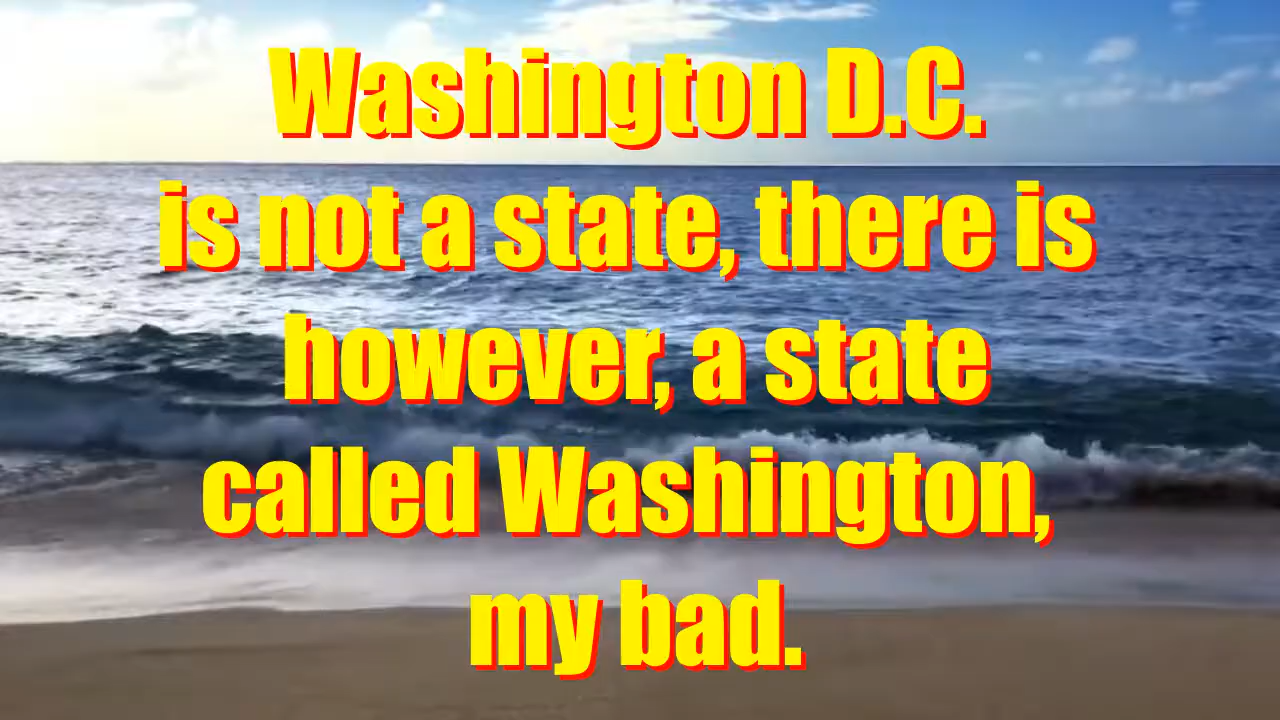 Washington D.C.
is not a state, there is
however, a state
called Washington,
my bad.